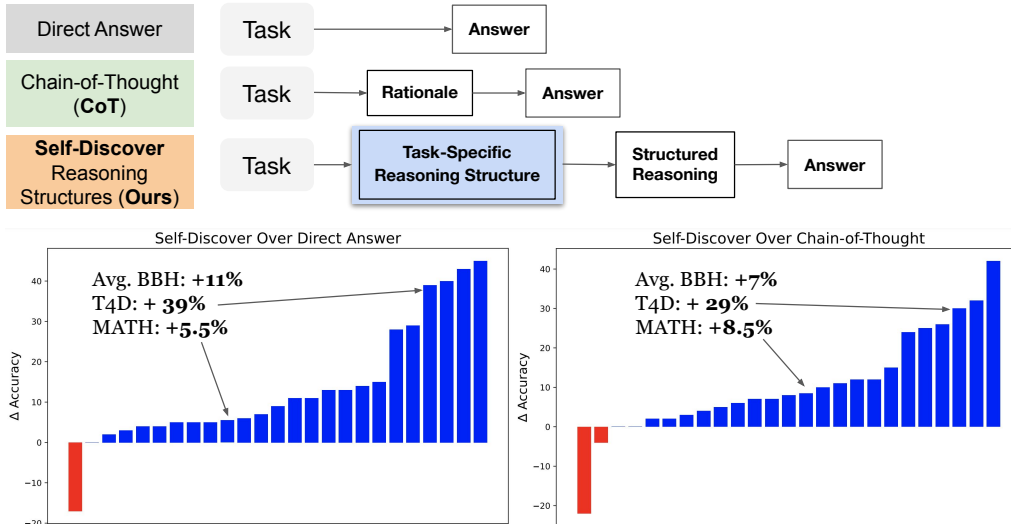 Direct Answer
Task
Answer
Chain-of-Thought
(CoT)
Task
Rationale
Answer
Self-Discover
Reasoning
Structures (Ours)
Task
Task-Specific
Reasoning Structure
Structured
Reasoning
Answer
Self-Discover Over Direct Answer
Avg. BBH: +11%
T4D: + 39%
MATH: +5.5%
Δ Accuracy
40
30
20
10
0
−10
−20
Self-Discover Over Chain-of-Thought
Avg. BBH: +7%
T4D: + 29%
MATH: +8.5%
Δ Accuracy
40
30
20
10
0
−10
−20